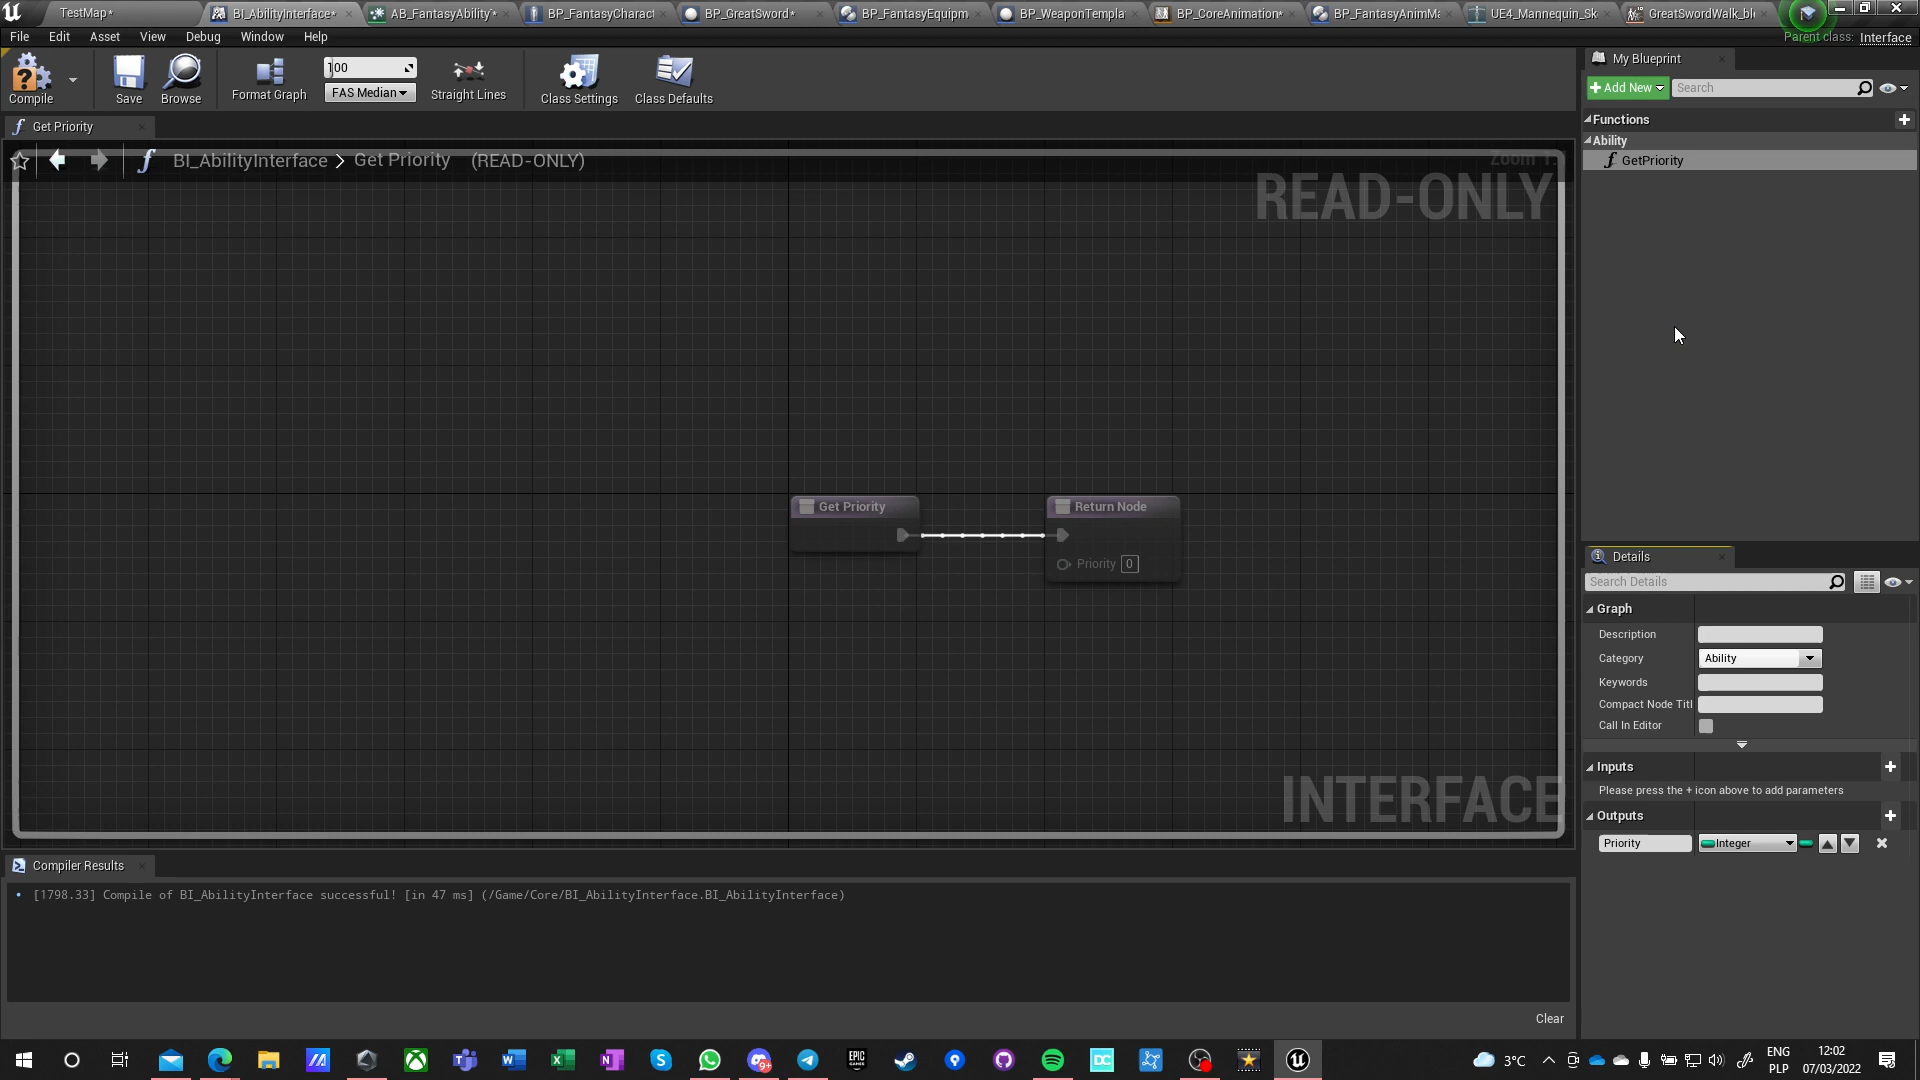 TestMap*
BI_AbilityInterface*
AB_FantasyAbility*
BP_FantasyCharact
BP_GreatSword*
BP_FantasyEquipm
BP_WeaponTempla
BP_CoreAnimation*
BP_FantasyAnimMa
UE4_Mannequin_Sk
GreatSwordWalk_bl
File Edit Asset View Debug Window Help
Parent class: Interface
Compile
Save
Browse
Format Graph
100
FAS Median
Straight Lines
Class Settings
Class Defaults
My Blueprint
Add New
Search
Functions
Ability
GetPriority
Get Priority
BI_AbilityInterface > Get Priority (READ-ONLY)
READ-ONLY
Get Priority
Return Node
Priority 0
INTERFACE
Details
Search Details
Graph
Description
Category Ability
Keywords
Compact Node Titl
Call In Editor
Inputs
Please press the + icon above to add parameters
Outputs
Priority Integer
Compiler Results
[1798.33] Compile of BI_AbilityInterface successful! [in 47 ms] (/Game/Core/BI_AbilityInterface.BI_AbilityInterface)
Clear
9+
EPIC
GAMES
DC
3°C
ENG
PLP
12:02
07/03/2022